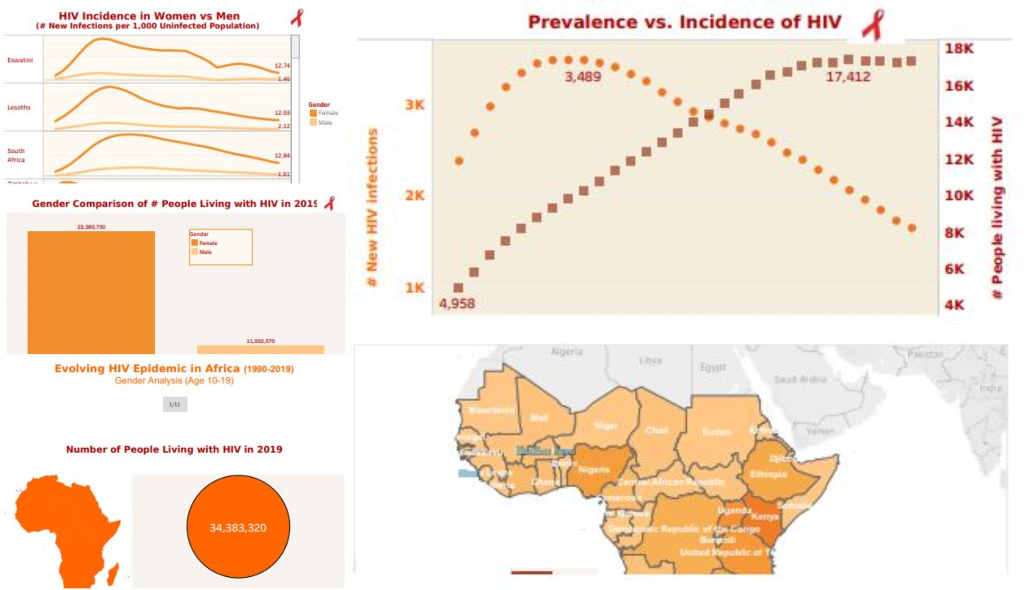 HIV Incidence in Women vs Men
(# New Infections per 1,000 Uninfected Population)
Eswatini
12.74
1.46
Lesotho
12.03
2.12
South
Africa
12.84
1.81
Gender
Female
Male
Gender Comparison of # People Living with HIV in 2019
23,380,750
Gender
Female
Male
11,002,570
Evolving HIV Epidemic in Africa (1990-2019)
Gender Analysis (Age 10-19)
1/11
Number of People Living with HIV in 2019
34,383,320
Prevalence vs. Incidence of HIV
# New HIV infections
3K
2K
1K
3,489
17,412
4,958
18K
16K
14K
12K
10K
8K
6K
4K
# People living with HIV
Algeria
Libya
Egypt
Saudi Arabia
Pakistan
India
Yemen
Mauritania
Mali
Niger
Chad
Sudan
Nigeria
Ghana
Benin
Djibouti
Ethiopia
Central African Republic
Somalia
Uganda
Kenya
Democratic Republic of the Congo
Burundi
United Republic of T